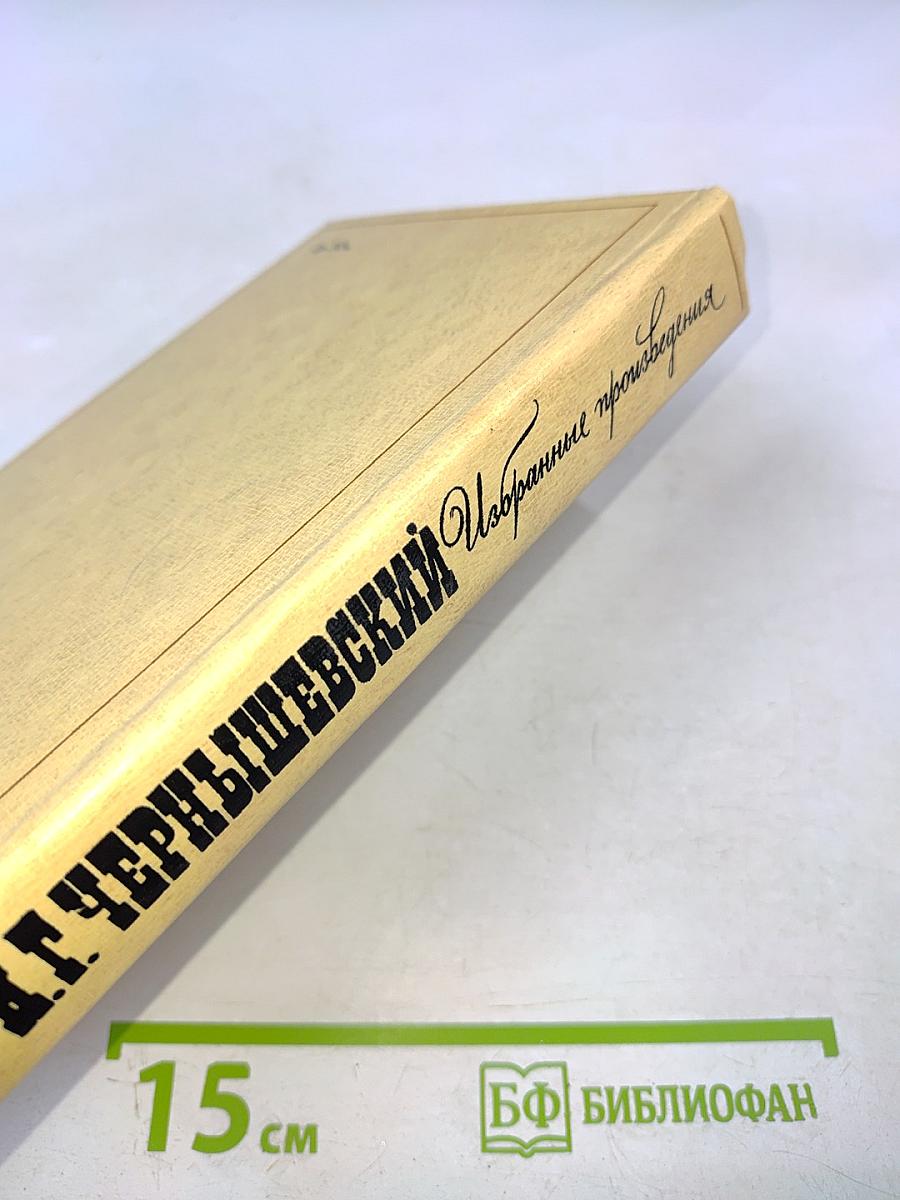 Н.Г. ЧЕРНЫШЕВСКИЙ Избранные произведения
15 см
БФ БИБЛИОФАН